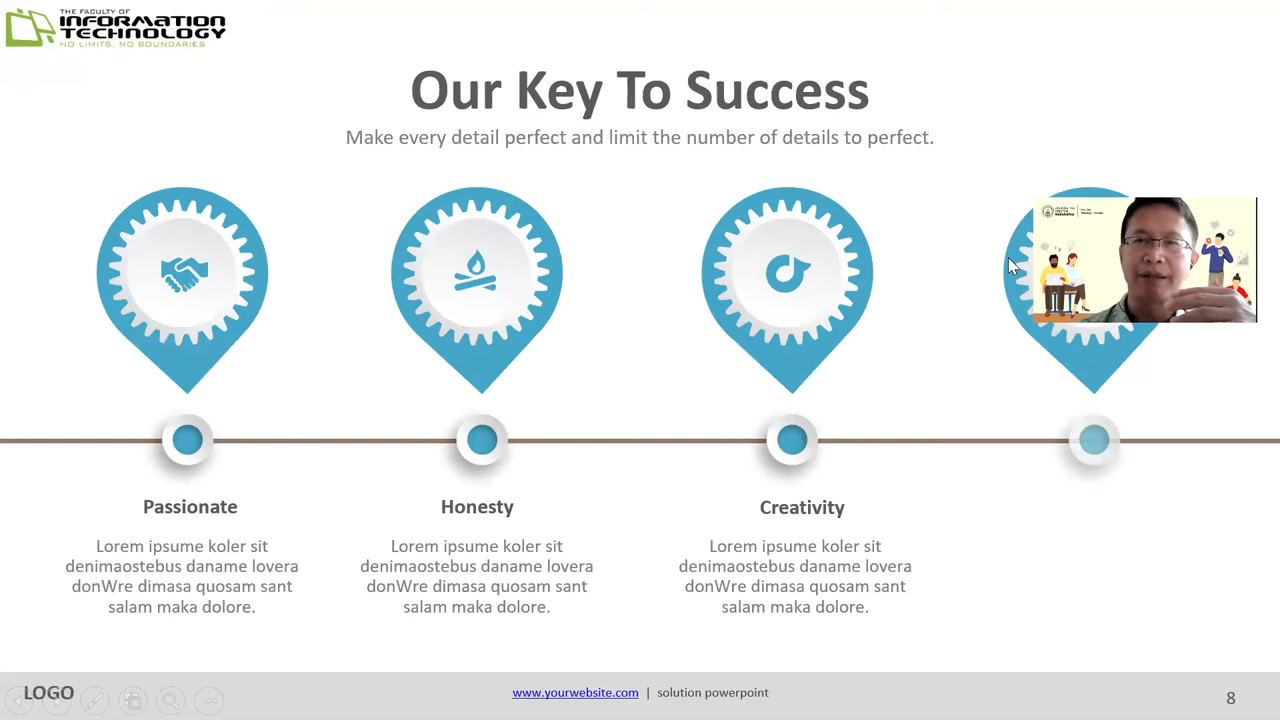 THE FACULTY OF
INFORMATION
TECHNOLOGY
NO LIMITS, NO BOUNDARIES
Our Key To Success
Make every detail perfect and limit the number of details to perfect.
Passionate
Lorem ipsume koler sit
denimaostebus daname lovera
donWre dimasa quosam sant
salam maka dolore.
Honesty
Lorem ipsume koler sit
denimaostebus daname lovera
donWre dimasa quosam sant
salam maka dolore.
Creativity
Lorem ipsume koler sit
denimaostebus daname lovera
donWre dimasa quosam sant
salam maka dolore.
LOGO
www.yourwebsite.com | solution powerpoint
8